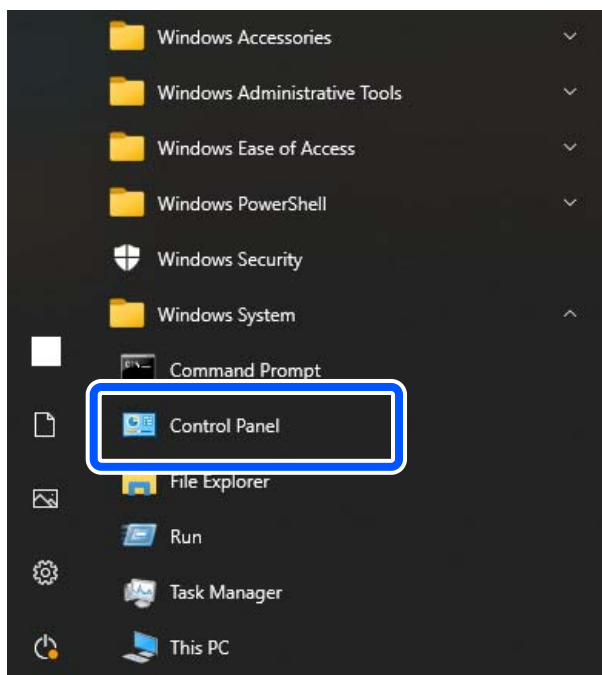 Windows Accessories
Windows Administrative Tools
Windows Ease of Access
Windows PowerShell
Windows Security
Windows System
Command Prompt
Control Panel
File Explorer
Run
Task Manager
This PC